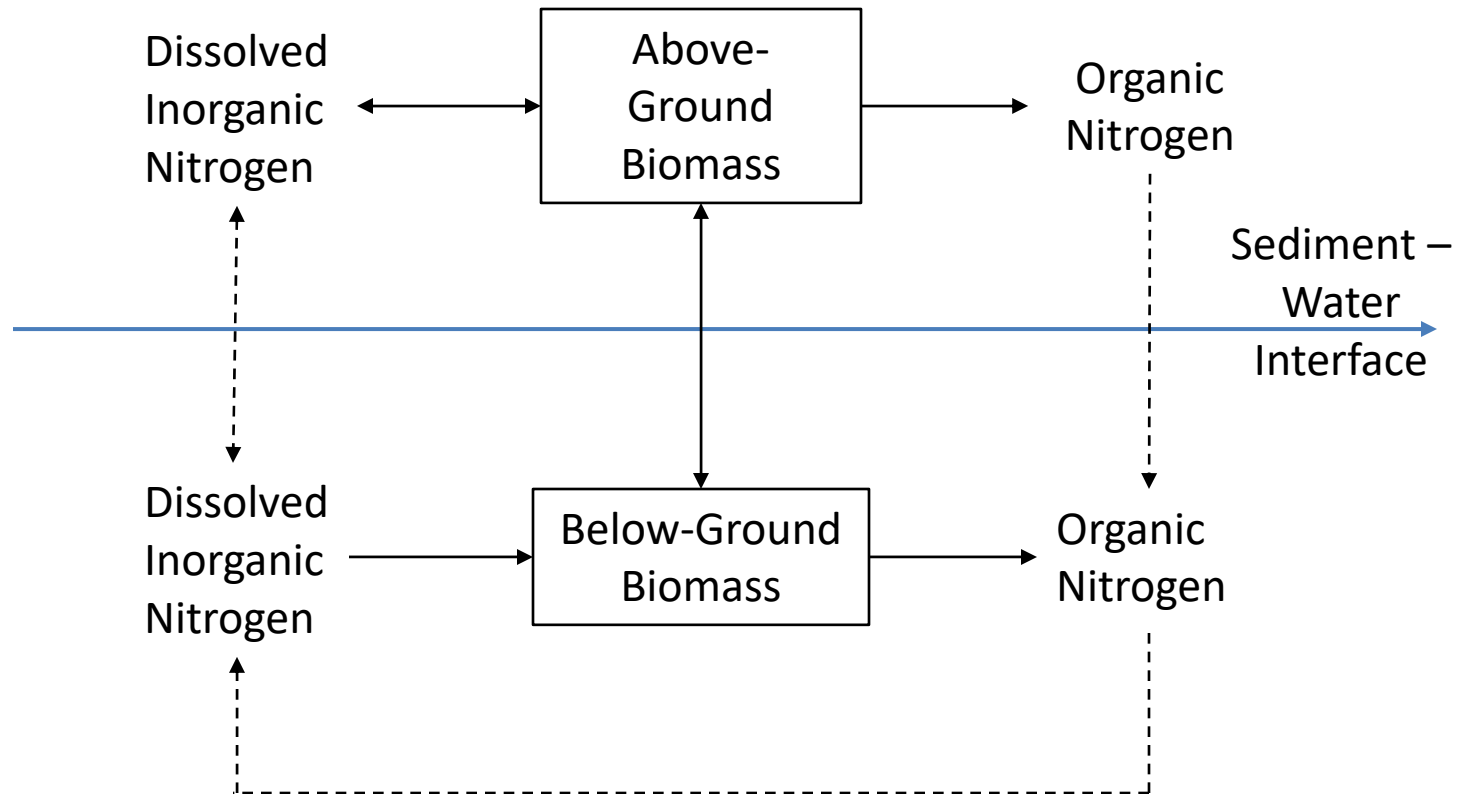 Dissolved
Inorganic
Nitrogen
Above-
Ground
Biomass
Organic
Nitrogen
Sediment –
Water
Interface
Dissolved
Inorganic
Nitrogen
Below-Ground
Biomass
Organic
Nitrogen